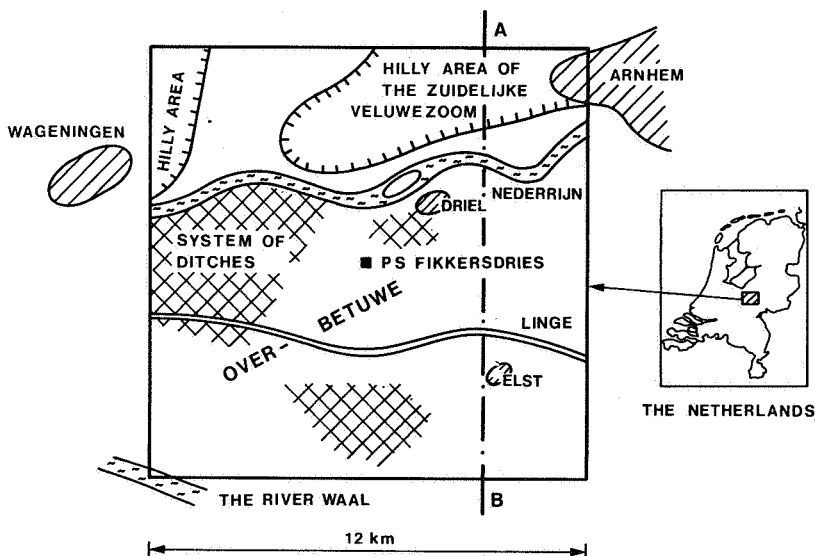 A
HILLY AREA OF
THE ZUIDELIJKE
VELUWEZOOM
ARNHEM
WAGENINGEN
HILLY AREA
NEDERRIJN
DRIEL
SYSTEM OF
DITCHES
PS FIKKERSDRIES
OVER- BETUWE
LINGE
ELST
THE NETHERLANDS
THE RIVER WAAL
B
12 km